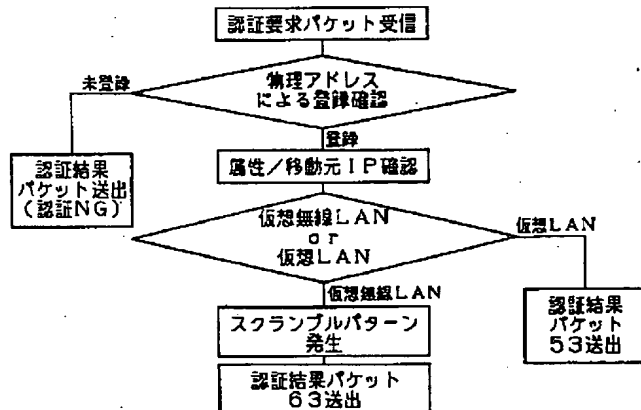 認証要求パケット受信
物理アドレス
による登録確認
未登録
登録
認証結果
パケット送出
(認証NG)
属性/移動元IP確認
仮想無線LAN
or
仮想LAN
仮想LAN
仮想無線LAN
認証結果
パケット
53送出
スクランブルパターン
発生
認証結果パケット
63送出